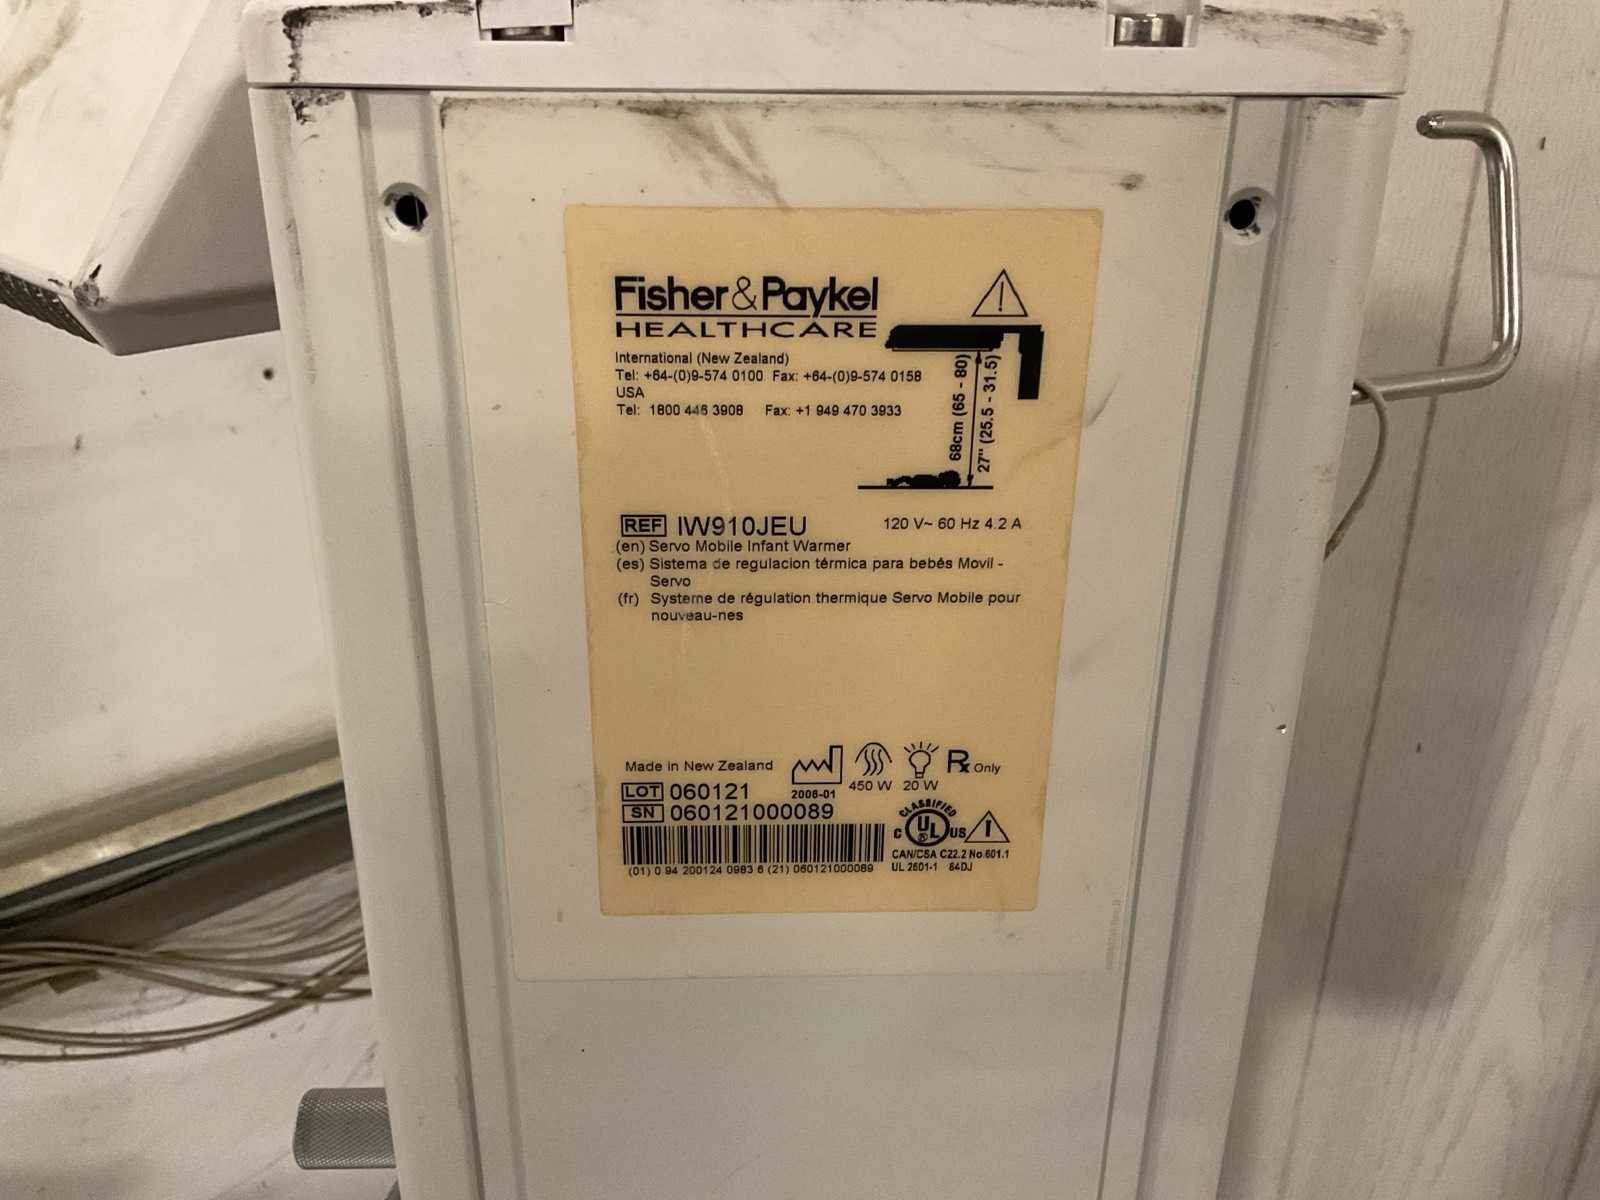 Fisher & Paykel
HEALTHCARE
International (New Zealand)
Tel: +64-(0)9-574 0100 Fax: +64-(0)9-574 0158
USA
Tel: 1800 446 3908 Fax: +1 949 470 3933
68cm (65 - 80)
27" (25.5 - 31.5)
REF IW910JEU 120 V~ 60 Hz 4.2 A
(en) Servo Mobile Infant Warmer
(es) Sistema de regulacion térmica para bebés Movil -
Servo
(fr) Systeme de régulation thermique Servo Mobile pour
nouveau-nes
Made in New Zealand
2006-01 450 W 20 W Rx Only
LOT 060121
SN 060121000089
(01) 0 94 200124 0983 6 (21) 060121000089
CLASSIFIED
C UL US
CAN/CSA C22.2 No.601.1
UL 2601-1 64DJ